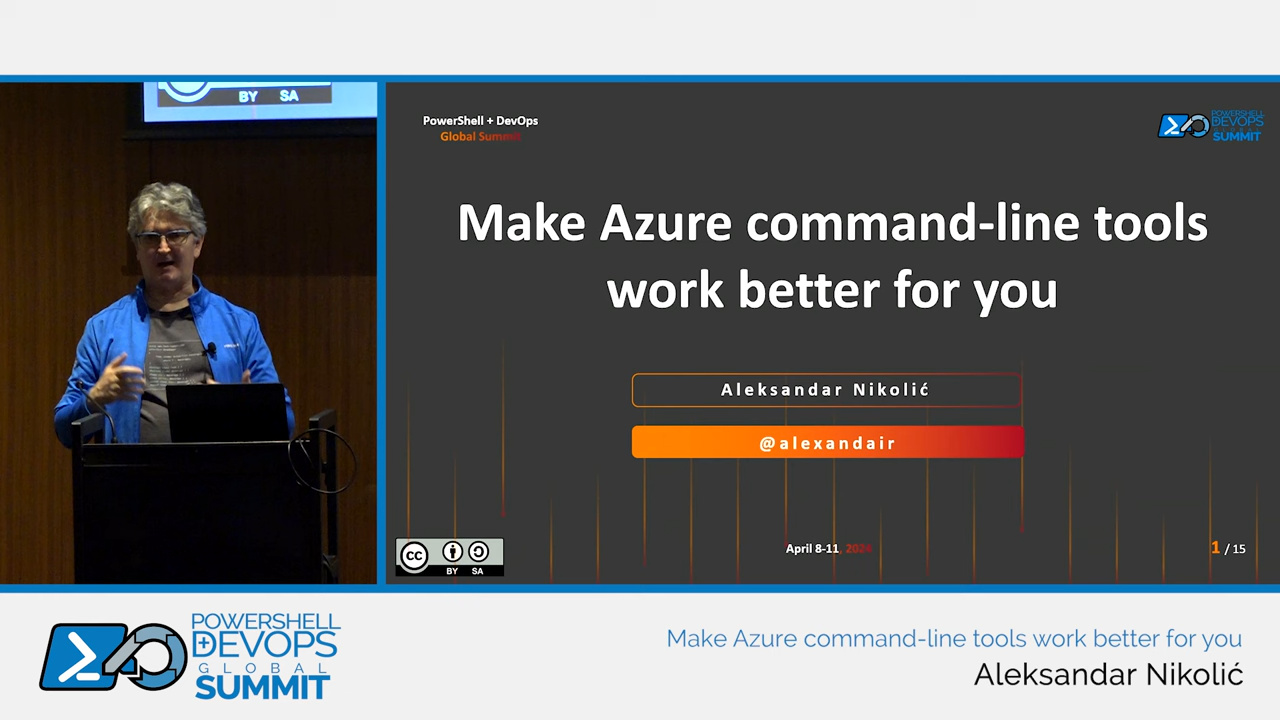 BY SA
PowerShell + DevOps
Global Summit
POWERSHELL
DEVOPS
GLOBAL
SUMMIT
Make Azure command-line tools
work better for you
Aleksandar Nikolić
@alexandair
CC
BY SA
April 8-11, 2024
1 / 15
POWERSHELL
+DEVOPS
GLOBAL
SUMMIT
Make Azure command-line tools work better for you
Aleksandar Nikolić